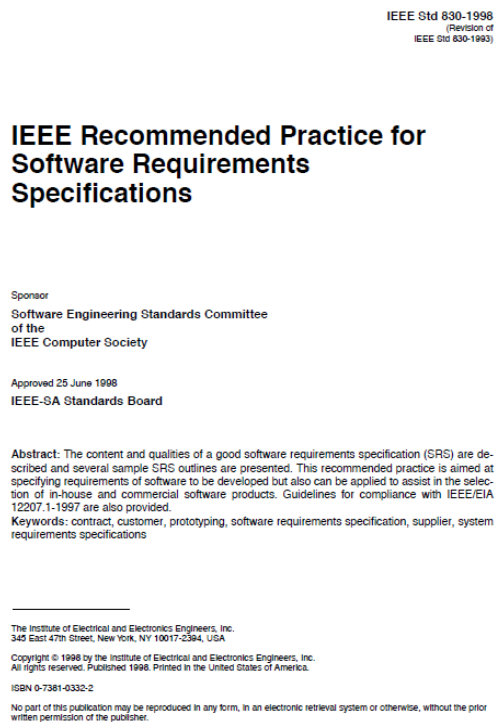 IEEE Std 830-1998
(Revision of
IEEE Std 830-1993)
IEEE Recommended Practice for
Software Requirements
Specifications
Sponsor
Software Engineering Standards Committee
of the
IEEE Computer Society
Approved 25 June 1998
IEEE-SA Standards Board
Abstract: The content and qualities of a good software requirements specification (SRS) are de-
scribed and several sample SRS outlines are presented. This recommended practice is aimed at
specifying requirements of software to be developed but also can be applied to assist in the selec-
tion of in-house and commercial software products. Guidelines for compliance with IEEE/EIA
12207.1-1997 are also provided.
Keywords: contract, customer, prototyping, software requirements specification, supplier, system
requirements specifications
The Institute of Electrical and Electronics Engineers, Inc.
345 East 47th Street, New York, NY 10017-2394, USA
Copyright © 1998 by the Institute of Electrical and Electronics Engineers, Inc.
All rights reserved. Published 1998. Printed in the United States of America.
ISBN 0-7381-0332-2
No part of this publication may be reproduced in any form, in an electronic retrieval system or otherwise, without the prior
written permission of the publisher.